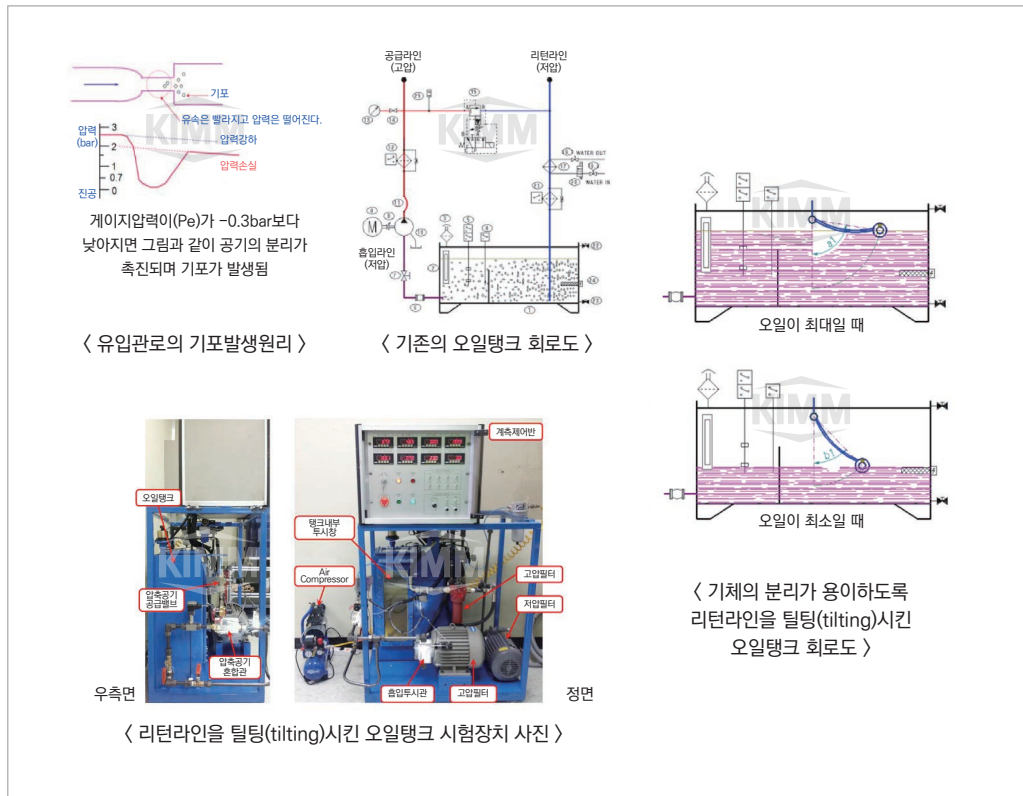 기포
유속은 빨라지고 압력은 떨어진다.
압력
(bar)
3
2
1
0.7
0
진공
압력강하
압력손실
KIMM
게이지압력이(Pe)가 -0.3bar보다
낮아지면 그림과 같이 공기의 분리가
촉진되며 기포가 발생됨
〈 유입관로의 기포발생원리 〉
공급라인
(고압)
리턴라인
(저압)
WATER OUT
WATER IN
흡입라인
(저압)
M
KIMM
〈 기존의 오일탱크 회로도 〉
KIMM
a1
오일이 최대일 때
KIMM
b1
오일이 최소일 때
〈 기체의 분리가 용이하도록
리턴라인을 틸팅(tilting)시킨
오일탱크 회로도 〉
오일탱크
압축공기
공급밸브
압축공기
혼합관
KIMM
우측면
계측제어반
탱크내부
투시창
Air
Compressor
고압필터
저압필터
흡입투시관
고압필터
KIMM
정면
〈 리턴라인을 틸팅(tilting)시킨 오일탱크 시험장치 사진 〉